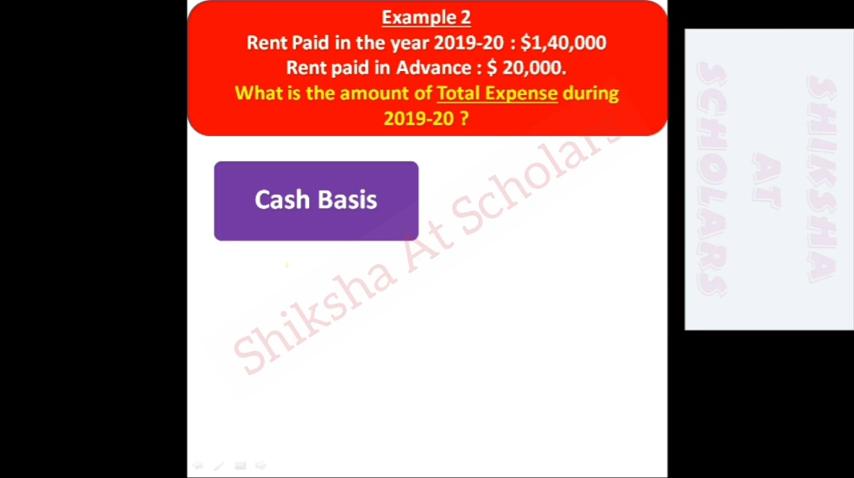 Example 2
Rent Paid in the year 2019-20 : $1,40,000
Rent paid in Advance : $ 20,000.
What is the amount of Total Expense during
2019-20 ?
Cash Basis
Shiksha At Scholars
SHIKSHA
AT
SCHOLARS